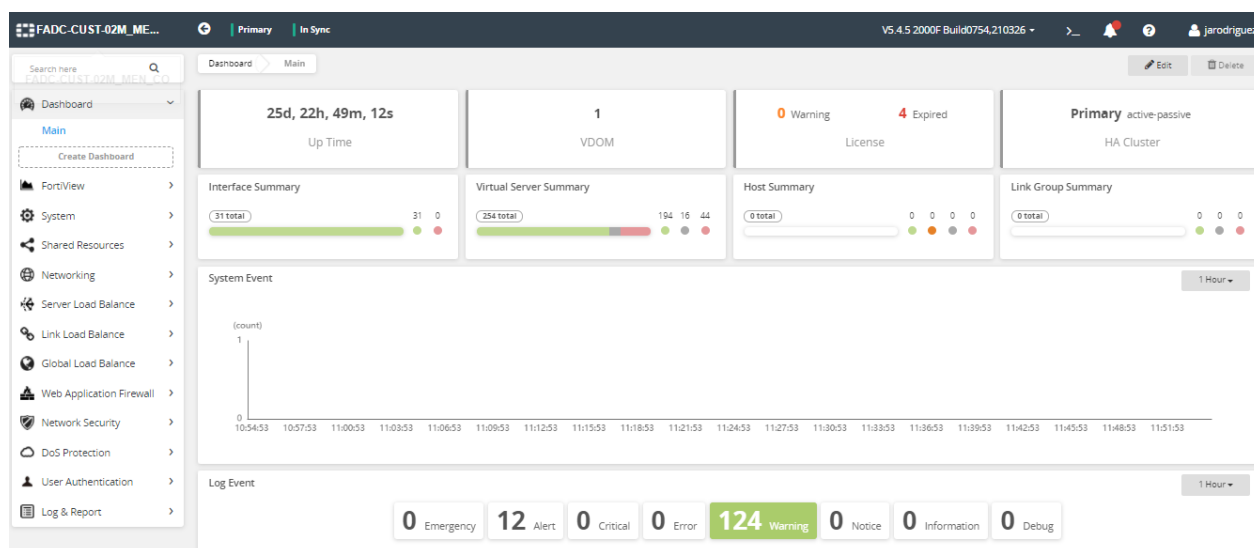 FADC-CUST-02M_ME... Primary In Sync V5.4.5 2000F Build0754,210326 >_ ? jarodriguez
Search here
FADC-CUST-02M_MEN_CO
Dashboard Main Edit Delete
Dashboard
Main
Create Dashboard
FortiView
System
Shared Resources
Networking
Server Load Balance
Link Load Balance
Global Load Balance
Web Application Firewall
Network Security
DoS Protection
User Authentication
Log & Report
25d, 22h, 49m, 12s
Up Time
1
VDOM
0 Warning 4 Expired
License
Primary active-passive
HA Cluster
Interface Summary
31 total 31 0
Virtual Server Summary
254 total 194 16 44
Host Summary
0 total 0 0 0 0
Link Group Summary
0 total 0 0 0
System Event 1 Hour
(count)
1
0
10:54:53 10:57:53 11:00:53 11:03:53 11:06:53 11:09:53 11:12:53 11:15:53 11:18:53 11:21:53 11:24:53 11:27:53 11:30:53 11:33:53 11:36:53 11:39:53 11:42:53 11:45:53 11:48:53 11:51:53
Log Event 1 Hour
0 Emergency 12 Alert 0 Critical 0 Error 124 Warning 0 Notice 0 Information 0 Debug